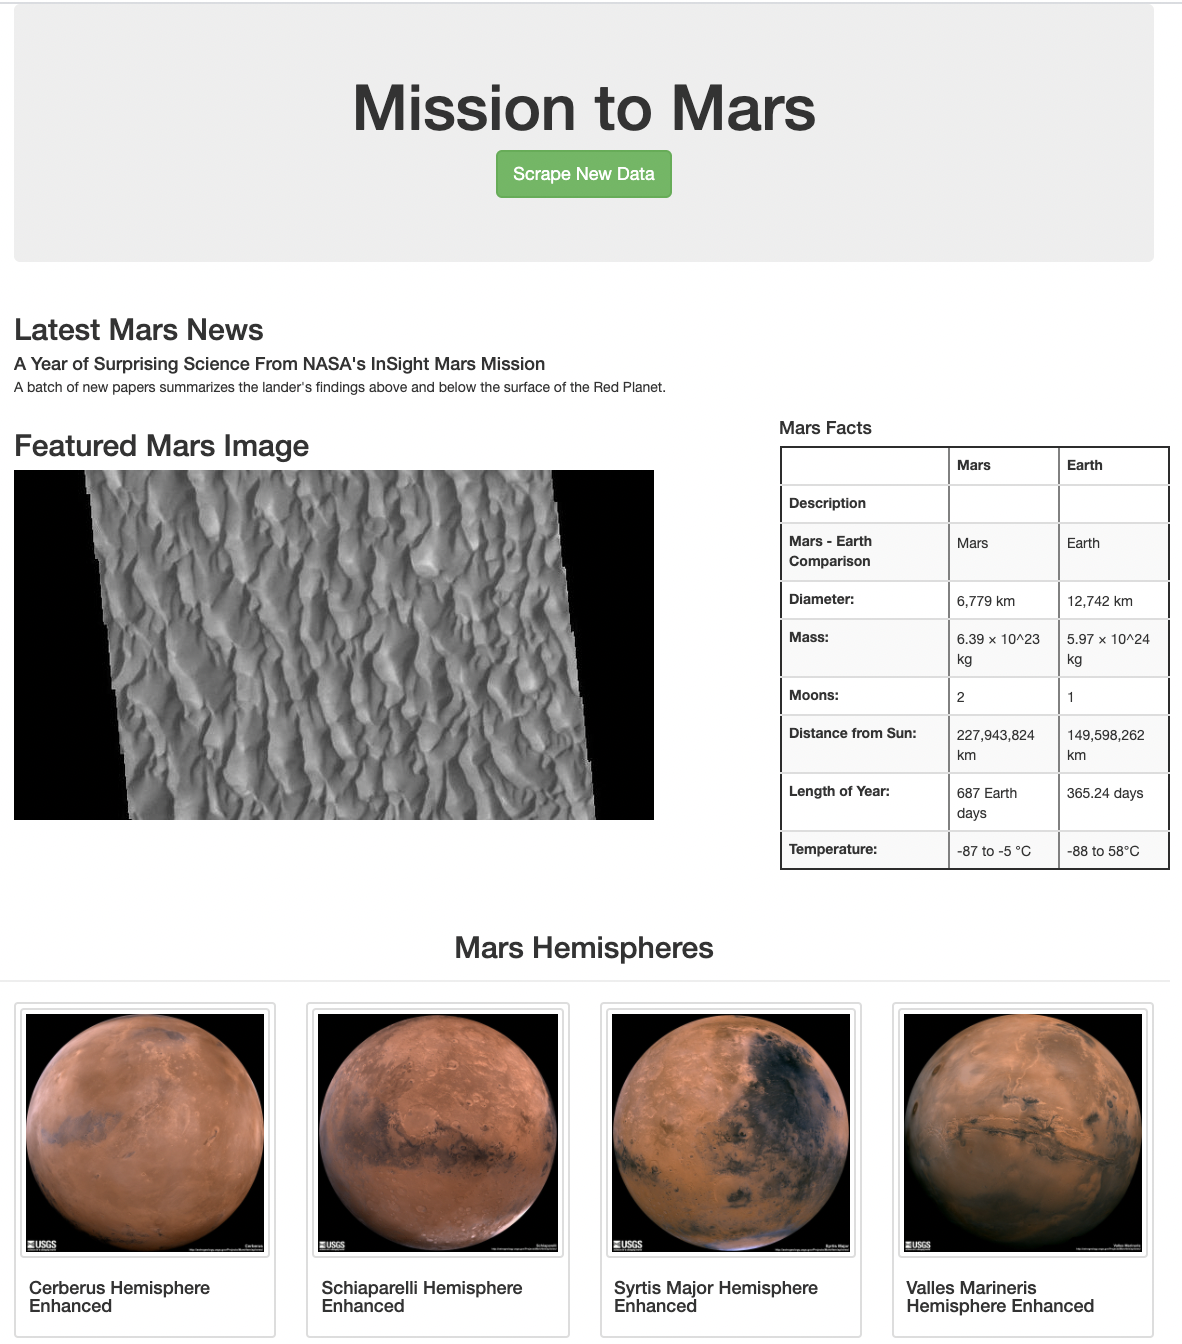 Mission to Mars
Scrape New Data
Latest Mars News
A Year of Surprising Science From NASA's InSight Mars Mission
A batch of new papers summarizes the lander's findings above and below the surface of the Red Planet.
Featured Mars Image
Mars Facts
Mars Earth
Description
Mars - Earth
Comparison
Mars Earth
Diameter: 6,779 km 12,742 km
Mass: 6.39 × 10^23
kg
5.97 × 10^24
kg
Moons: 2 1
Distance from Sun: 227,943,824
km
149,598,262
km
Length of Year: 687 Earth
days
365.24 days
Temperature: -87 to -5 °C -88 to 58°C
Mars Hemispheres
USGS
USGS
USGS
USGS
Cerberus Hemisphere
Enhanced
Schiaparelli Hemisphere
Enhanced
Syrtis Major Hemisphere
Enhanced
Valles Marineris
Hemisphere Enhanced